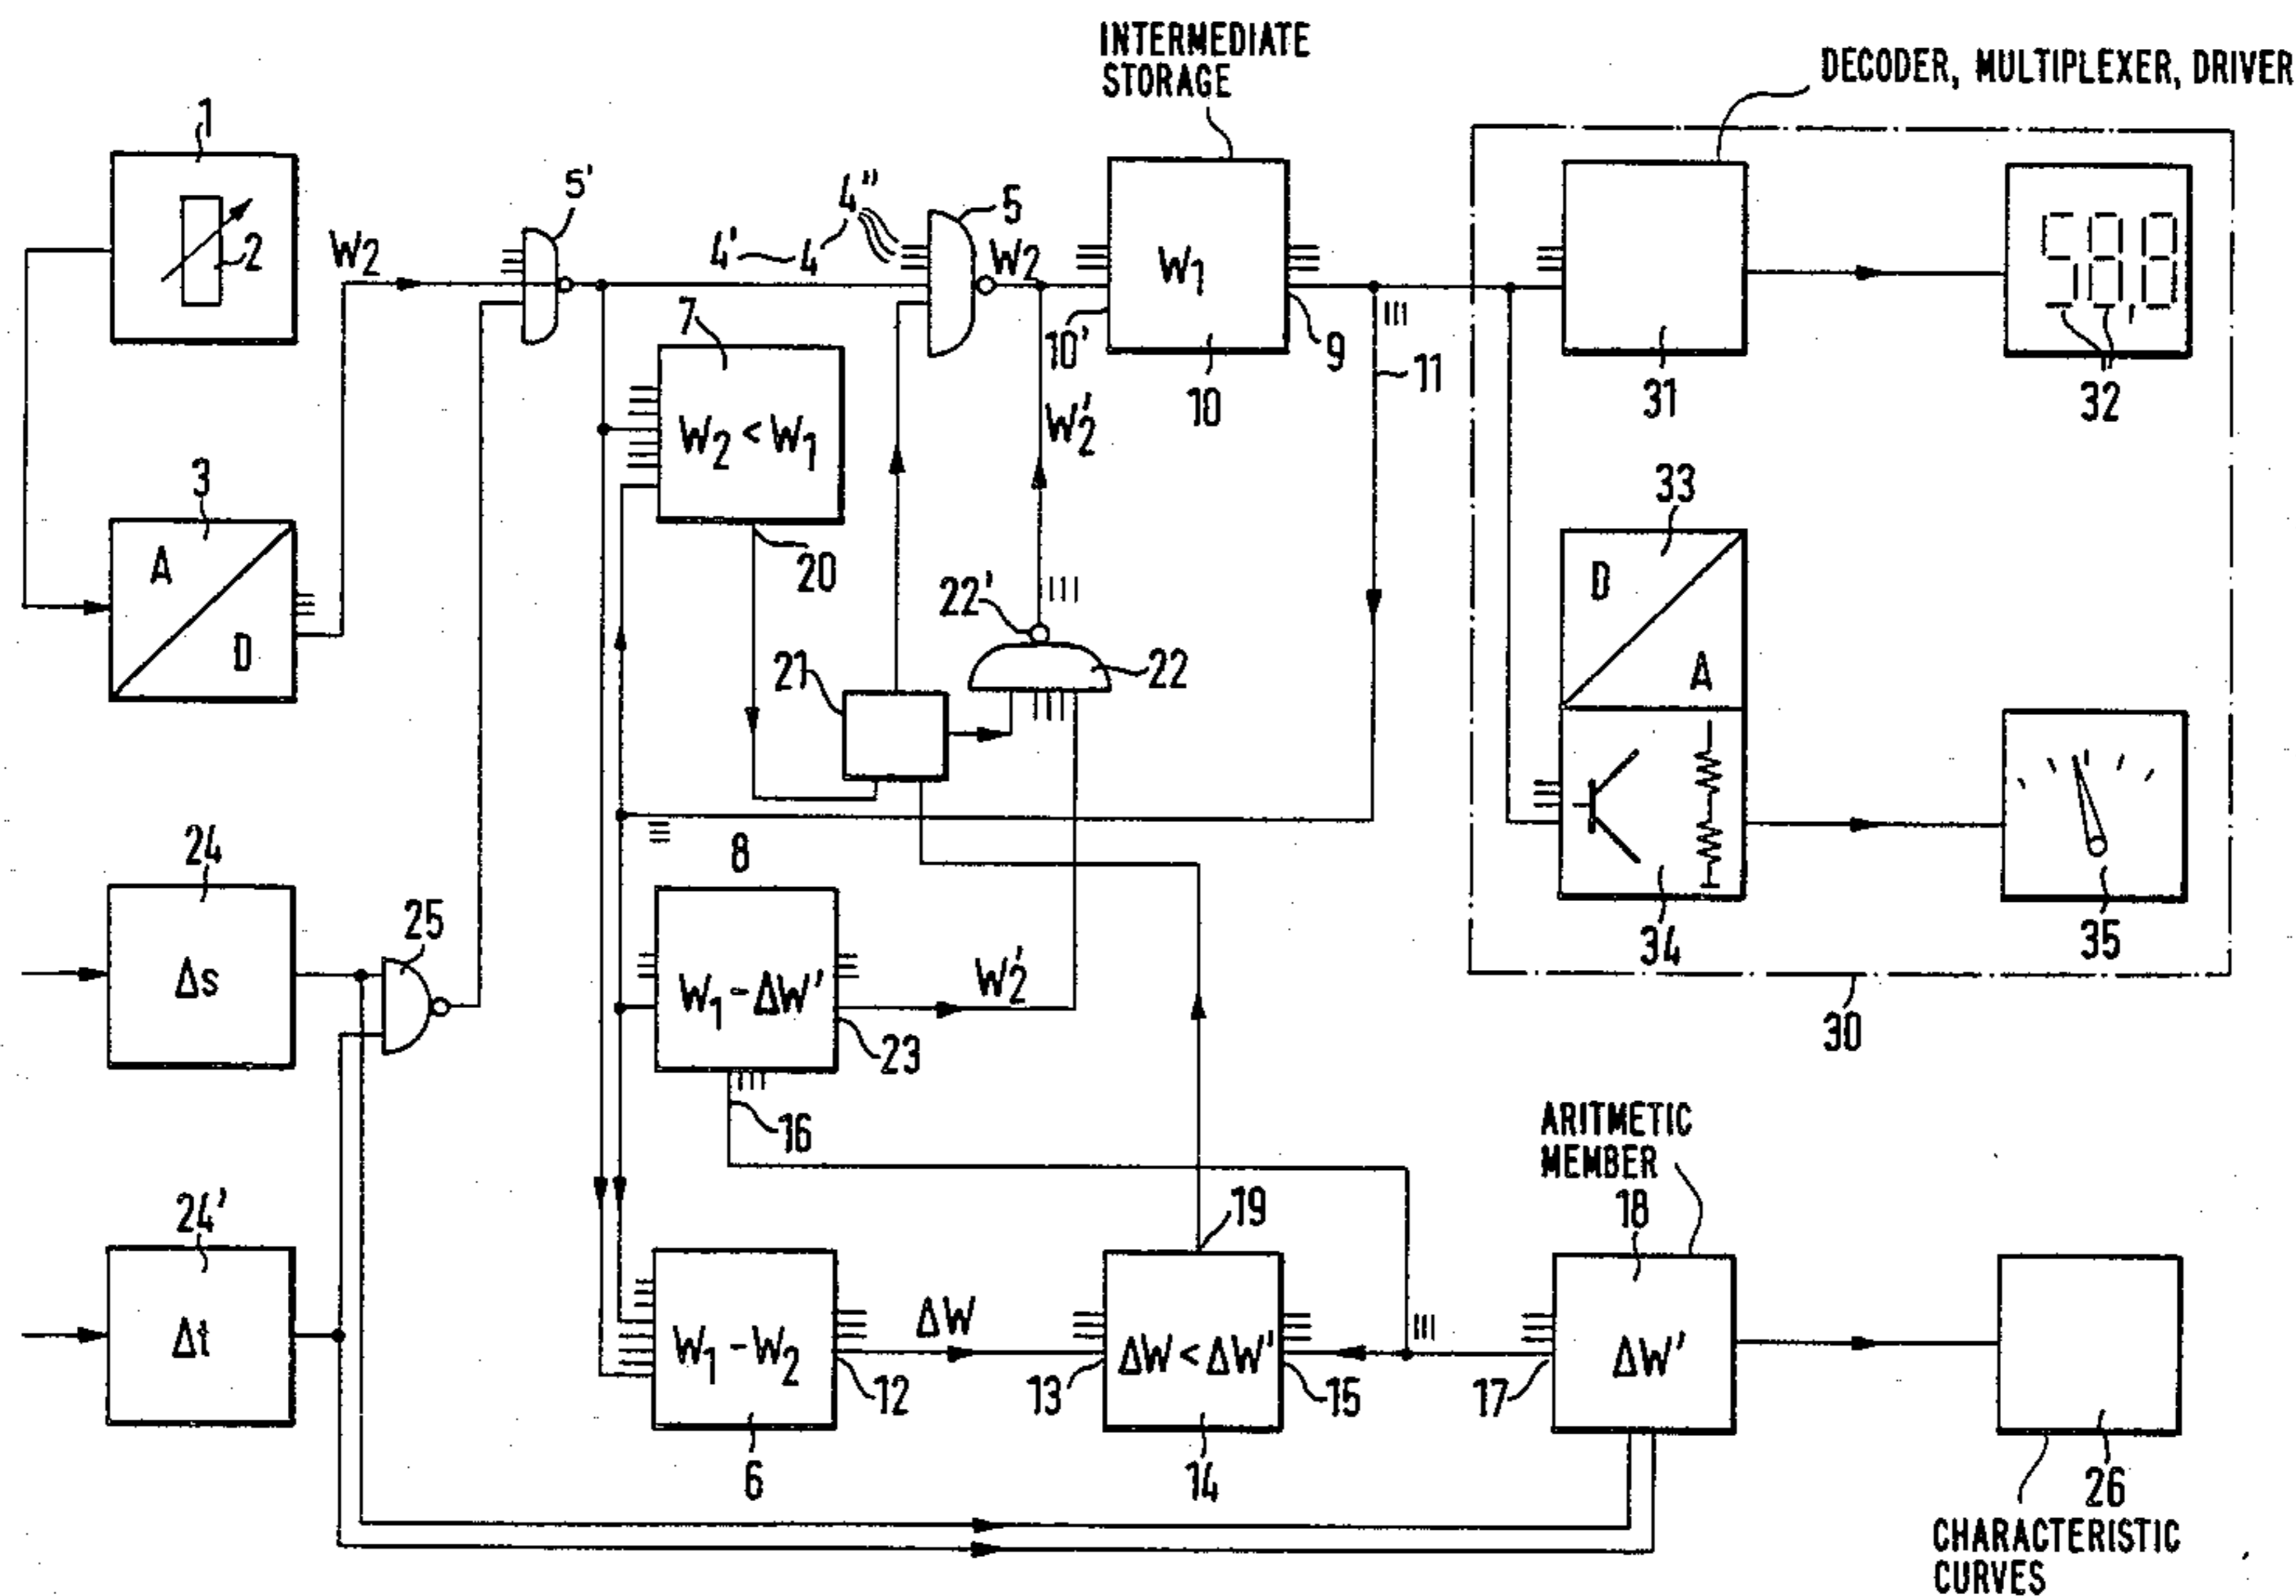 INTERMEDIATE
STORAGE
DECODER, MULTIPLEXER, DRIVER
1
2
W2
5'
4'
4
4"
5
W2
10'
W1
10
9
11
31
58,8
32
7
W2 < W1
20
W2'
3
A
D
22'
22
21
33
D
A
34
35
30
24
Δs
25
8
W1 - ΔW'
23
W2'
16
ARITMETIC
MEMBER
18
24'
Δt
19
W1 - W2
12
6
ΔW
13
ΔW < ΔW'
15
14
17
ΔW'
26
CHARACTERISTIC
CURVES